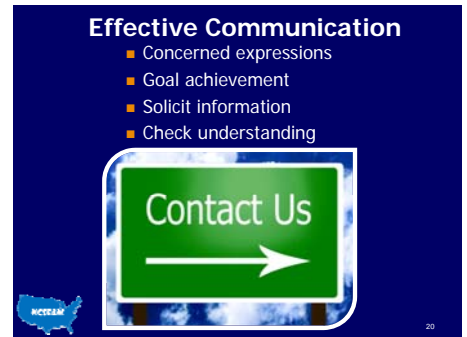 Effective Communication
Concerned expressions
Goal achievement
Solicit information
Check understanding
Contact Us
NCSEAM
20